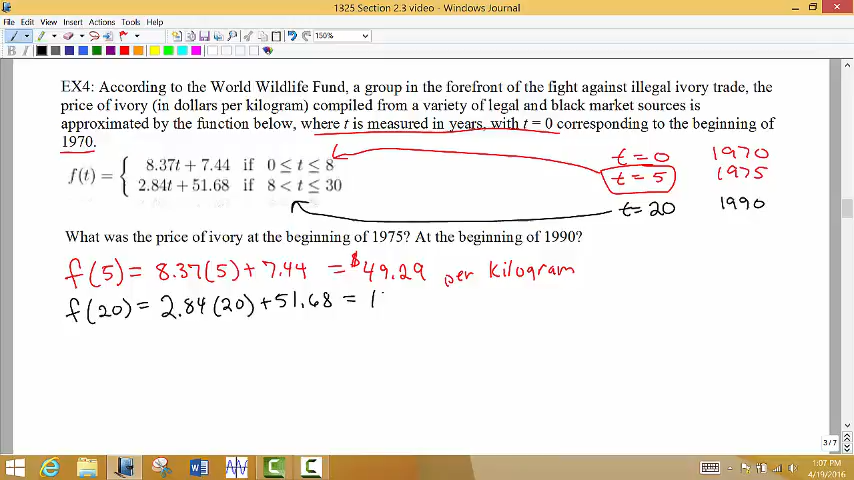 1325 Section 2.3 video - Windows Journal
File Edit View Insert Actions Tools Help
150%
B I
EX4: According to the World Wildlife Fund, a group in the forefront of the fight against illegal ivory trade, the
price of ivory (in dollars per kilogram) compiled from a variety of legal and black market sources is
approximated by the function below, where t is measured in years, with t = 0 corresponding to the beginning of
1970.
t = 0 1970
f(t) = { 8.37t + 7.44 if 0 ≤ t ≤ 8
2.84t + 51.68 if 8 < t ≤ 30
t = 5 1975
t = 20 1990
What was the price of ivory at the beginning of 1975? At the beginning of 1990?
f(5) = 8.37(5) + 7.44 = $49.29 per kilogram
f(20) = 2.84(20) + 51.68 = 1
3/7
1:07 PM
4/19/2016